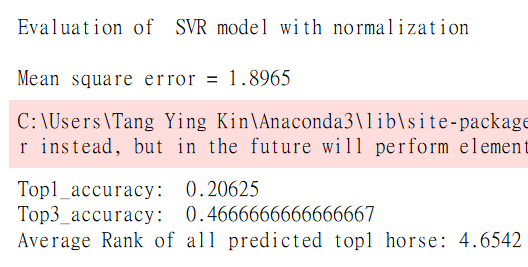 Evaluation of  SVR model with normalization
Mean square error = 1.8965
C:\Users\Tang Ying Kin\Anaconda3\lib\site-package
r instead, but in the future will perform element
Top1_accuracy:  0.20625
Top3_accuracy:  0.4666666666666667
Average Rank of all predicted top1 horse: 4.6542